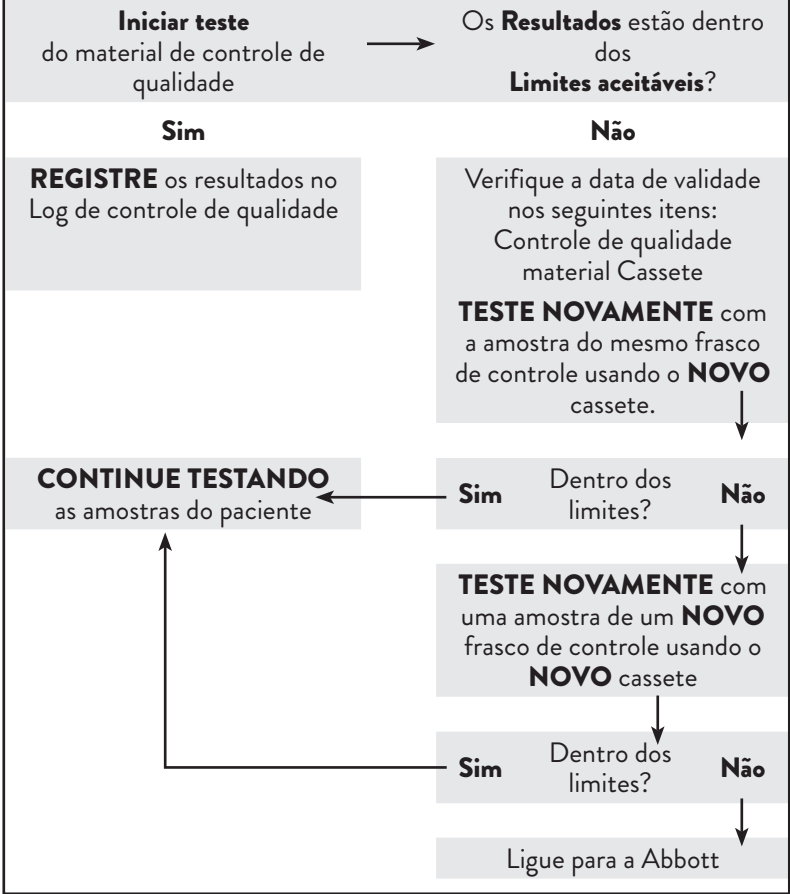 Iniciar teste
do material de controle de
qualidade
Os Resultados estão dentro
dos
Limites aceitáveis?
Sim
Não
REGISTRE os resultados no
Log de controle de qualidade
Verifique a data de validade
nos seguintes itens:
Controle de qualidade
material Cassete
TESTE NOVAMENTE com
a amostra do mesmo frasco
de controle usando o NOVO
cassete.
CONTINUE TESTANDO
as amostras do paciente
Sim
Dentro dos
limites?
Não
TESTE NOVAMENTE com
uma amostra de um NOVO
frasco de controle usando o
NOVO cassete
Sim
Dentro dos
limites?
Não
Ligue para a Abbott